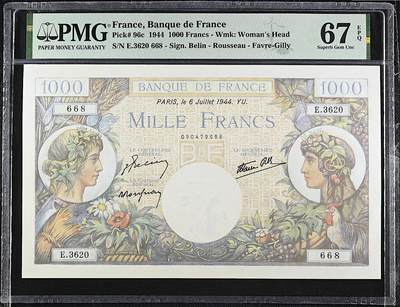 PMG
PAPER MONEY GUARANTY
France, Banque de France
Pick# 96c 1944 1000 Francs - Wmk: Woman's Head
S/N E.3620 668 - Sign. Belin - Rousseau - Favre-Gilly
67 EPQ
Superb Gem Unc
1000 BANQUE DE FRANCE 1000
PARIS, le 6 Juillet 1944. YU.
668 MILLE FRANCS E.3620
090479668
E.3620 668